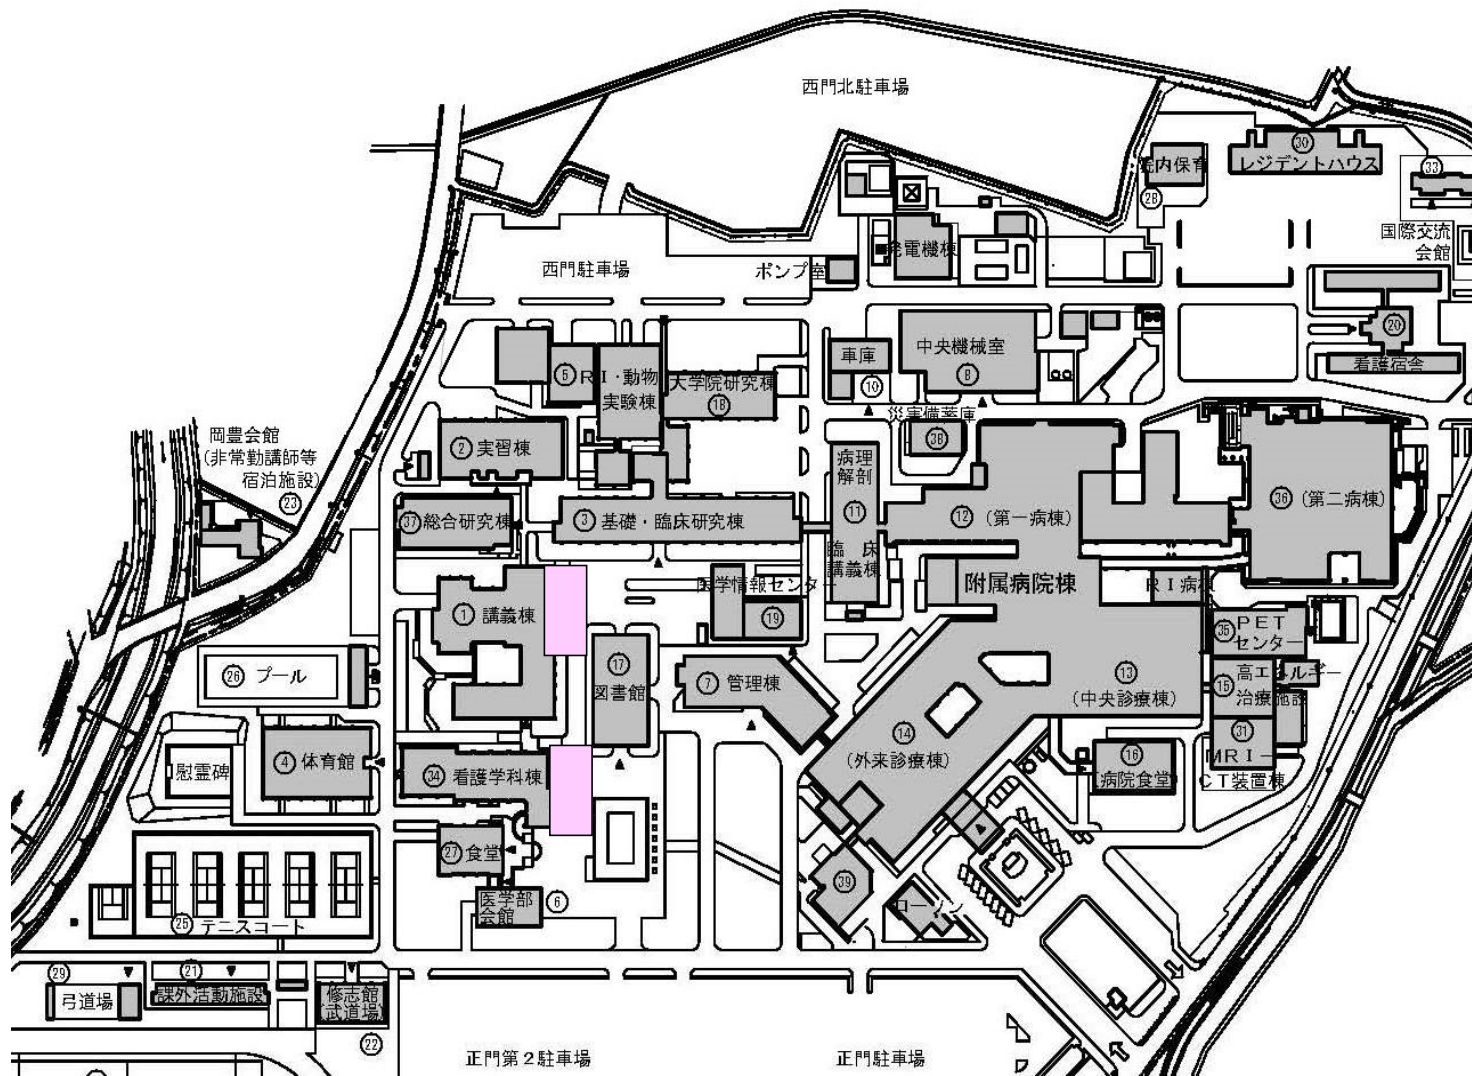 西門北駐車場
㉚
レジデントハウス
院内保育
㉘
㉝
国際交流
会館
発電機棟
西門駐車場
ポンプ室
⑳
看護宿舎
車庫
⑩
中央機械室
⑧
⑤
RI・動物
実験棟
大学院研究棟
⑱
災害備蓄庫
㊳
岡豊会館
(非常勤講師等
宿泊施設)
㉓
② 実習棟
病理
解剖
⑪
臨床
講義棟
㊱ (第二病棟)
㊲ 総合研究棟
③ 基礎・臨床研究棟
⑫ (第一病棟)
附属病院棟
RI病棟
医学情報センター
⑲
① 講義棟
㉟ PET
センター
⑰
図書館
⑦ 管理棟
⑬
(中央診療棟)
⑮ 高エネルギー
治療施設
㉖ プール
⑭
(外来診療棟)
㉛
MRI-
CT装置棟
⑯
(病院食堂)
慰霊碑
④ 体育館
㉞ 看護学科棟
㉗ 食堂
医学部
会館
⑥
㊴
ローソン
㉕ テニスコート
㉙
弓道場
㉑
課外活動施設
修志館
(武道場)
㉒
正門第2駐車場
正門駐車場